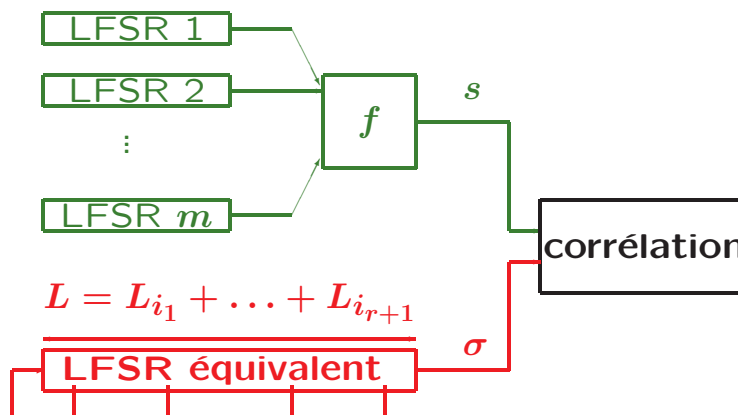 LFSR 1
LFSR 2
⋮
LFSR m
f
s
corrélation
L = L_{i_1} + … + L_{i_{r+1}}
LFSR équivalent
σ